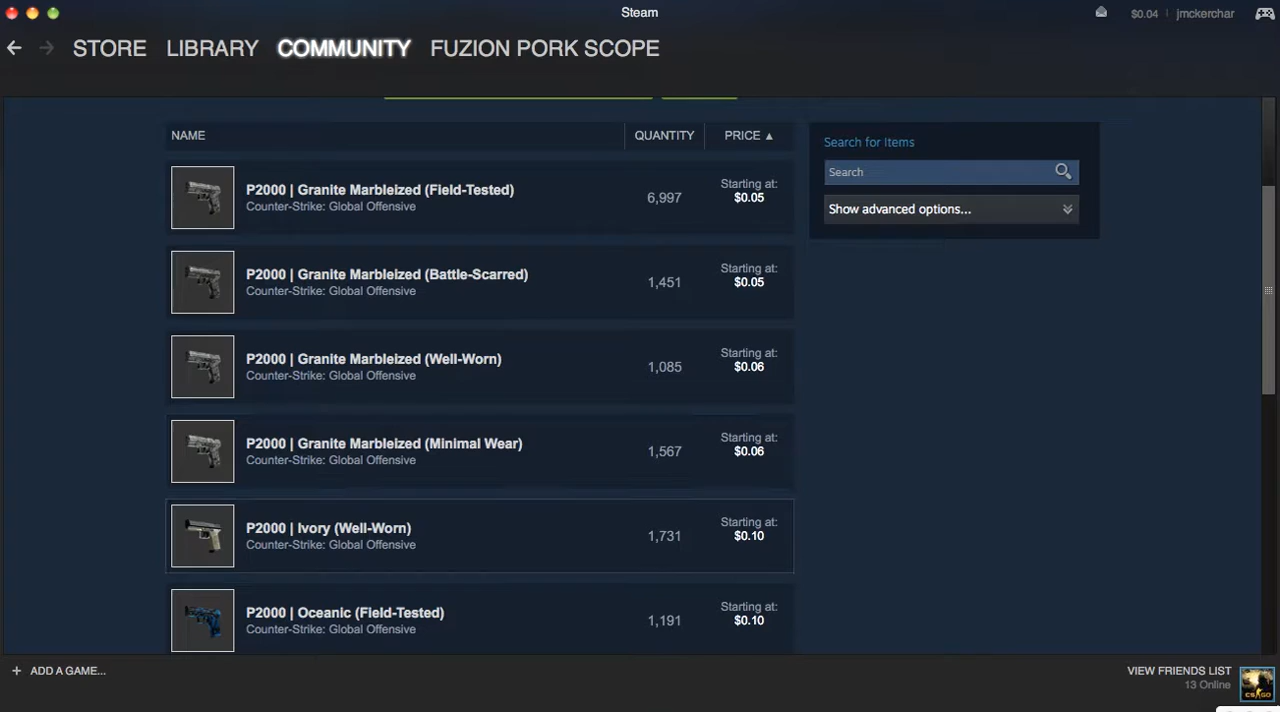 Steam
$0.04 | jmckerchar
STORE LIBRARY COMMUNITY FUZION PORK SCOPE
NAME QUANTITY PRICE ▲
P2000 | Granite Marbleized (Field-Tested)
Counter-Strike: Global Offensive
6,997
Starting at:
$0.05
P2000 | Granite Marbleized (Battle-Scarred)
Counter-Strike: Global Offensive
1,451
Starting at:
$0.05
P2000 | Granite Marbleized (Well-Worn)
Counter-Strike: Global Offensive
1,085
Starting at:
$0.06
P2000 | Granite Marbleized (Minimal Wear)
Counter-Strike: Global Offensive
1,567
Starting at:
$0.06
P2000 | Ivory (Well-Worn)
Counter-Strike: Global Offensive
1,731
Starting at:
$0.10
P2000 | Oceanic (Field-Tested)
Counter-Strike: Global Offensive
1,191
Starting at:
$0.10
Search for Items
Search
Show advanced options...
+ ADD A GAME...
VIEW FRIENDS LIST
13 Online
CS GO